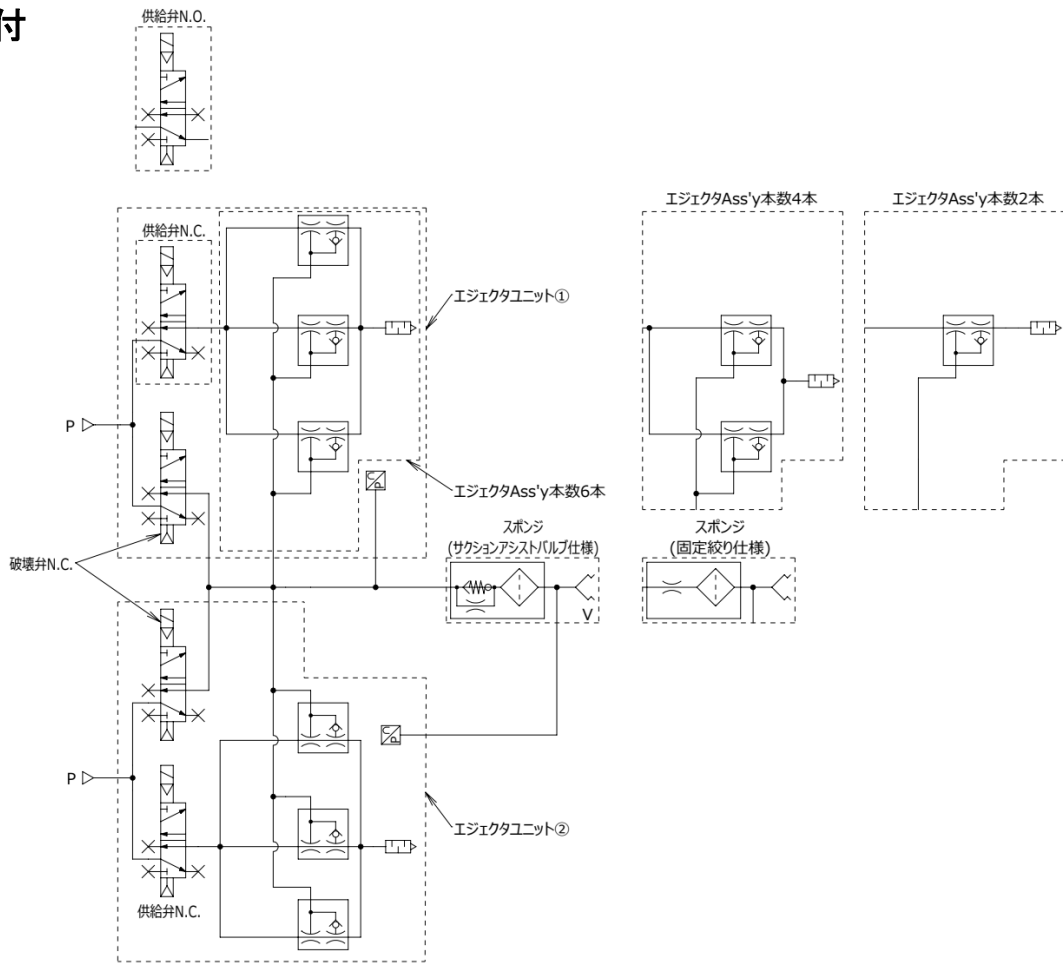 付
供給弁N.O.
供給弁N.C.
エジェクタAss'y本数4本
エジェクタAss'y本数2本
エジェクタユニット①
P
エジェクタAss'y本数6本
スポンジ
(サクションアシストバルブ仕様)
スポンジ
(固定絞り仕様)
破壊弁N.C.
V
P
エジェクタユニット②
供給弁N.C.